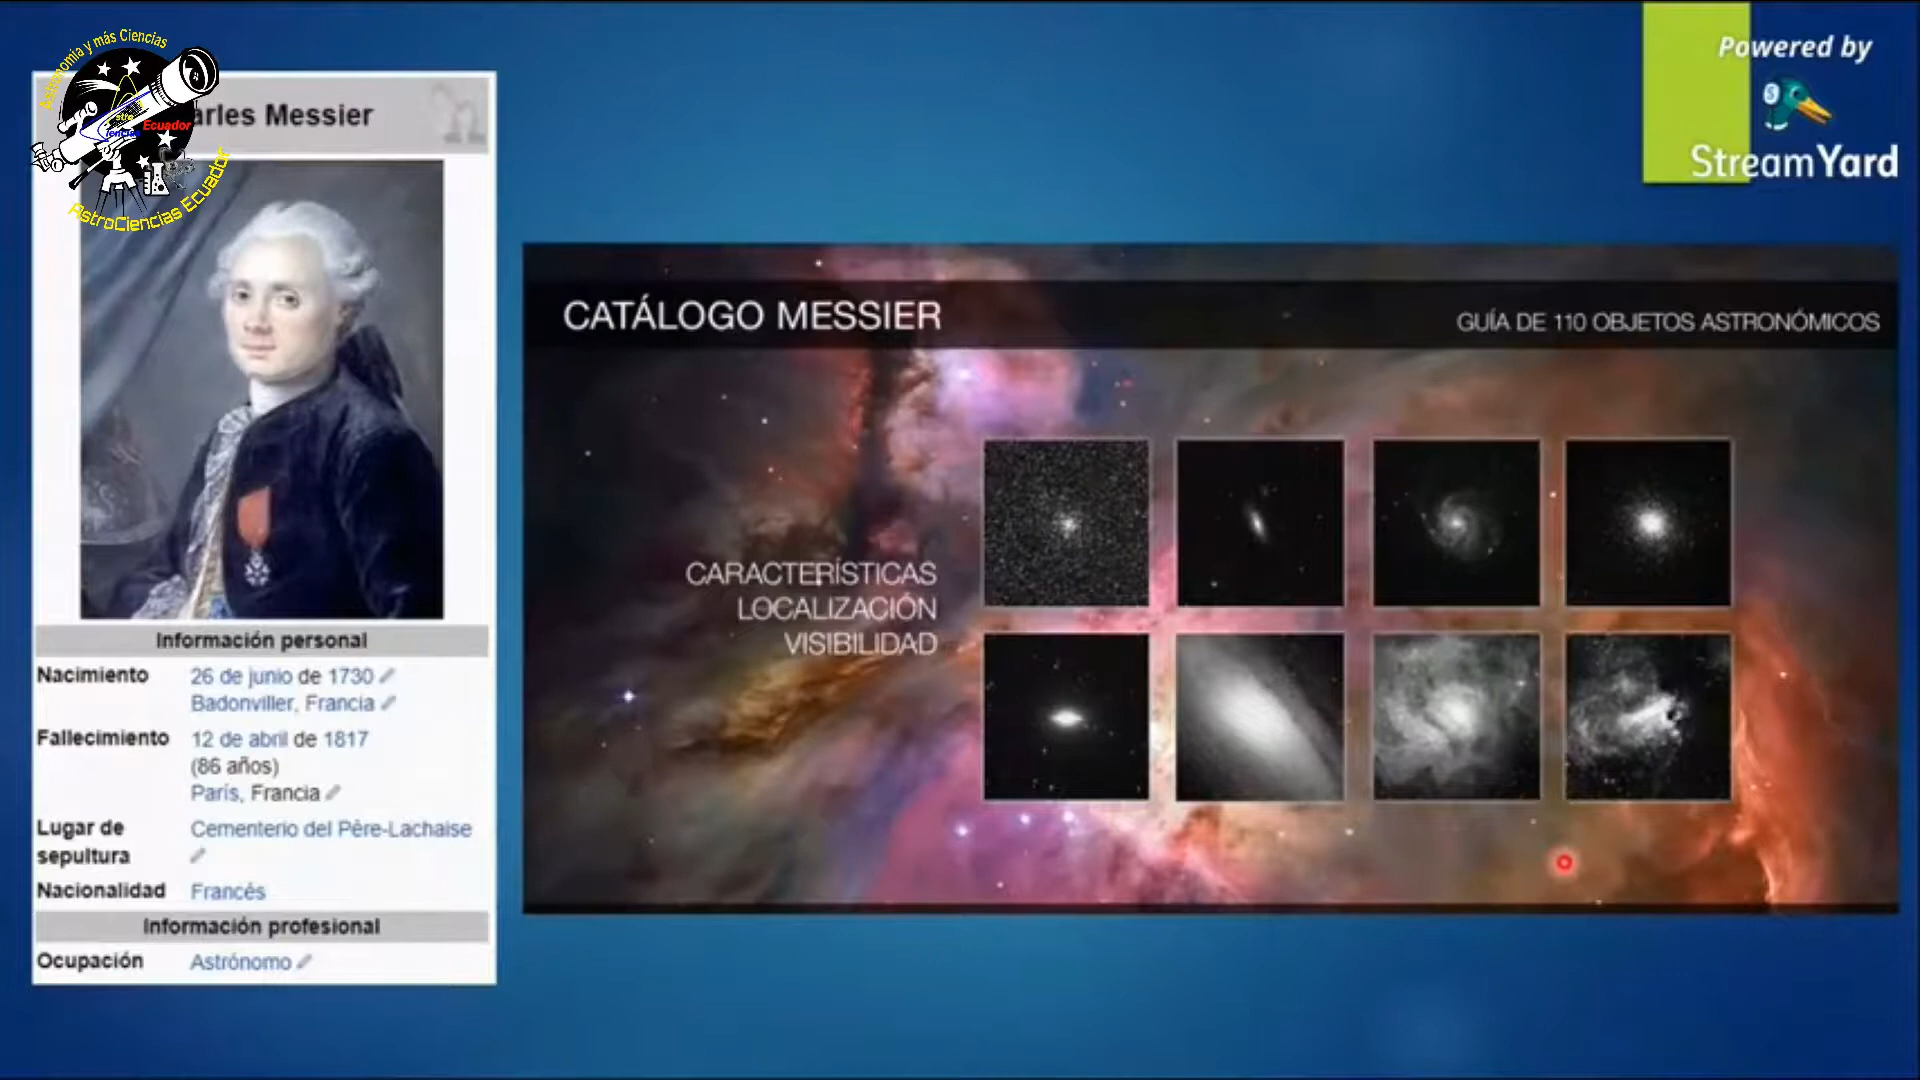 Astronomía y más Ciencias
Ecuador
AstroCiencias Ecuador
arles Messier
Información personal
Nacimiento 26 de junio de 1730
Badonviller, Francia
Fallecimiento 12 de abril de 1817
(86 años)
París, Francia
Lugar de sepultura Cementerio del Père-Lachaise
Nacionalidad Francés
Información profesional
Ocupación Astrónomo
Powered by
StreamYard
CATÁLOGO MESSIER
GUÍA DE 110 OBJETOS ASTRONÓMICOS
CARACTERÍSTICAS
LOCALIZACIÓN
VISIBILIDAD